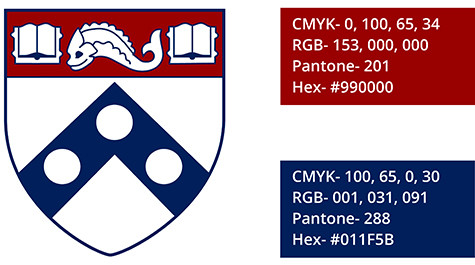 CMYK- 0, 100, 65, 34
RGB- 153, 000, 000
Pantone- 201
Hex- #990000
CMYK- 100, 65, 0, 30
RGB- 001, 031, 091
Pantone- 288
Hex- #011F5B